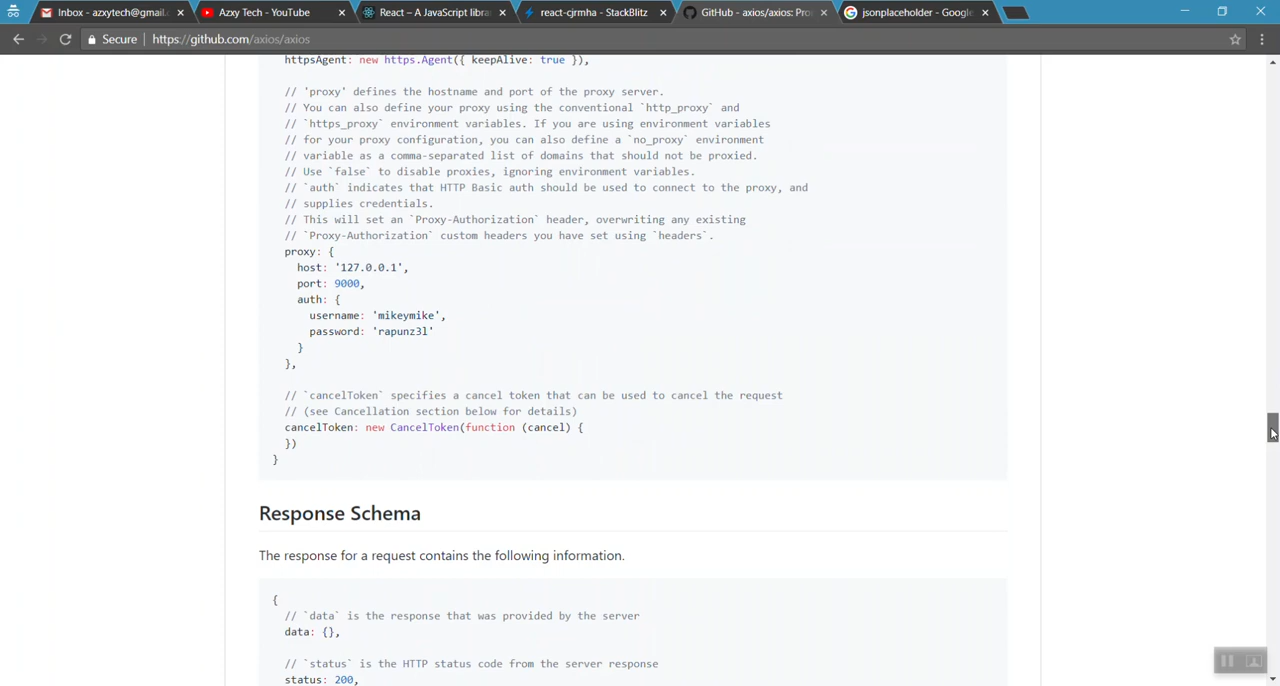 Inbox - azxytech@gmail.
Azxy Tech - YouTube
React – A JavaScript libra
react-cjrmha - StackBlitz
GitHub - axios/axios: Pro
jsonplaceholder - Google
Secure
https://github.com/axios/axios
httpsAgent: new https.Agent({ keepAlive: true }),
// 'proxy' defines the hostname and port of the proxy server.
// You can also define your proxy using the conventional `http_proxy` and
// `https_proxy` environment variables. If you are using environment variables
// for your proxy configuration, you can also define a `no_proxy` environment
// variable as a comma-separated list of domains that should not be proxied.
// Use `false` to disable proxies, ignoring environment variables.
// `auth` indicates that HTTP Basic auth should be used to connect to the proxy, and
// supplies credentials.
// This will set an `Proxy-Authorization` header, overwriting any existing
// `Proxy-Authorization` custom headers you have set using `headers`.
proxy: {
host: '127.0.0.1',
port: 9000,
auth: {
username: 'mikeymike',
password: 'rapunz3l'
}
},
// `cancelToken` specifies a cancel token that can be used to cancel the request
// (see Cancellation section below for details)
cancelToken: new CancelToken(function (cancel) {
})
}
Response Schema
The response for a request contains the following information.
{
// `data` is the response that was provided by the server
data: {},
// `status` is the HTTP status code from the server response
status: 200,